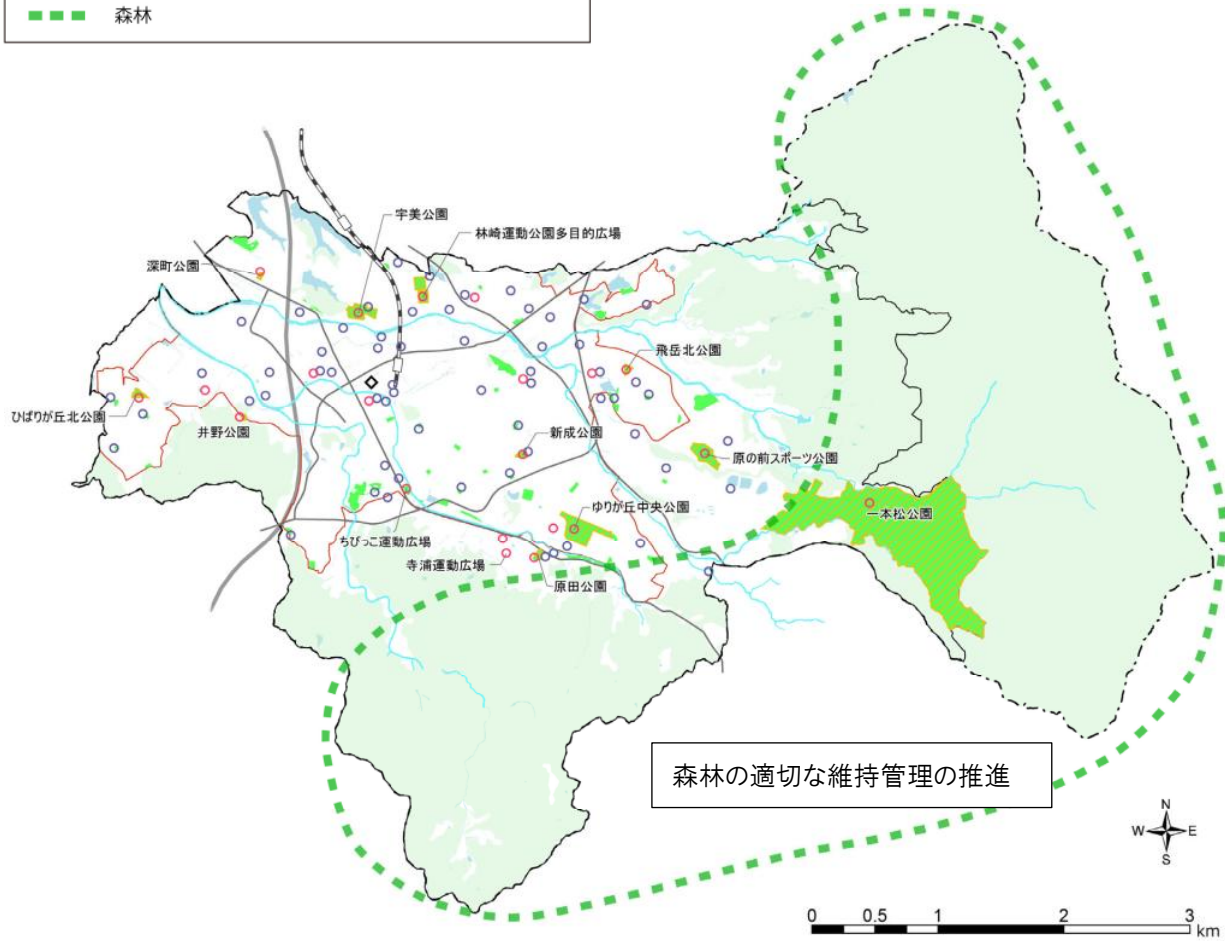 森林
宇美公園
林崎運動公園多目的広場
深町公園
飛岳北公園
ひばりが丘北公園
井野公園
新成公園
原の前スポーツ公園
一本松公園
ゆりが丘中央公園
ちびっこ運動広場
寺浦運動広場
原田公園
森林の適切な維持管理の推進
N
W E
S
0 0.5 1 2 3
km